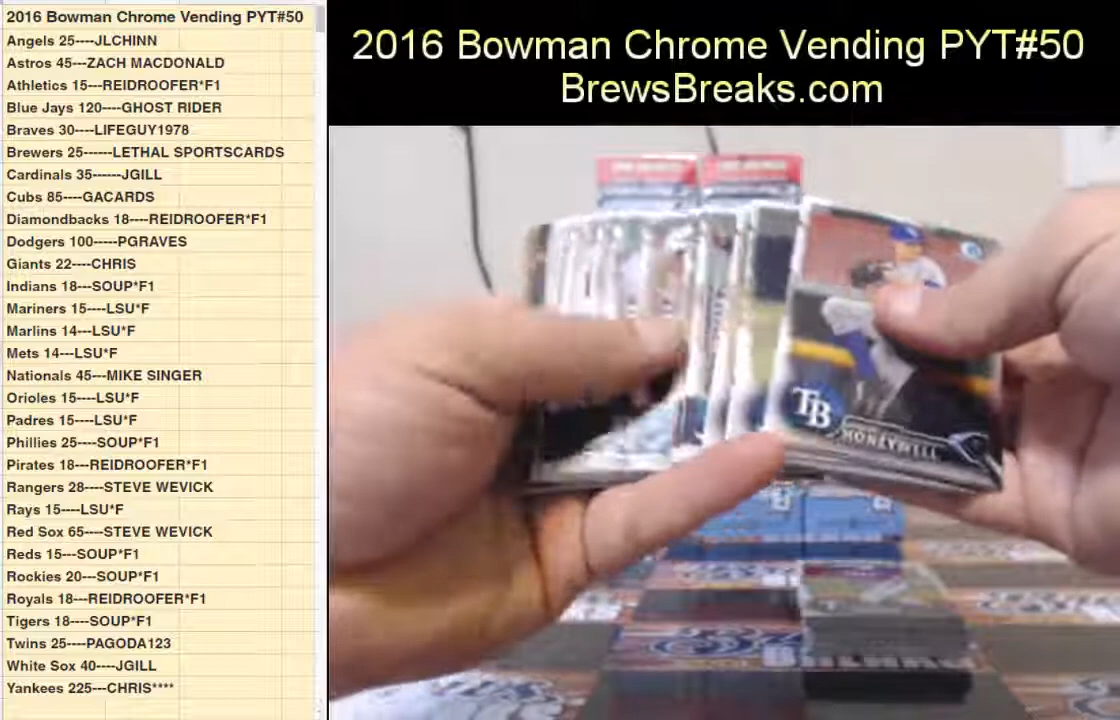 2016 Bowman Chrome Vending PYT#50
Angels 25----JLCHINN
Astros 45---ZACH MACDONALD
Athletics 15---REIDROOFER*F1
Blue Jays 120----GHOST RIDER
Braves 30----LIFEGUY1978
Brewers 25------LETHAL SPORTSCARDS
Cardinals 35------JGILL
Cubs 85----GACARDS
Diamondbacks 18----REIDROOFER*F1
Dodgers 100-----PGRAVES
Giants 22----CHRIS
Indians 18---SOUP*F1
Mariners 15----LSU*F
Marlins 14---LSU*F
Mets 14---LSU*F
Nationals 45---MIKE SINGER
Orioles 15----LSU*F
Padres 15----LSU*F
Phillies 25----SOUP*F1
Pirates 18---REIDROOFER*F1
Rangers 28----STEVE WEVICK
Rays 15----LSU*F
Red Sox 65----STEVE WEVICK
Reds 15---SOUP*F1
Rockies 20---SOUP*F1
Royals 18----REIDROOFER*F1
Tigers 18----SOUP*F1
Twins 25----PAGODA123
White Sox 40----JGILL
Yankees 225---CHRIS****
2016 Bowman Chrome Vending PYT#50
BrewsBreaks.com
TB
HONEYWELL